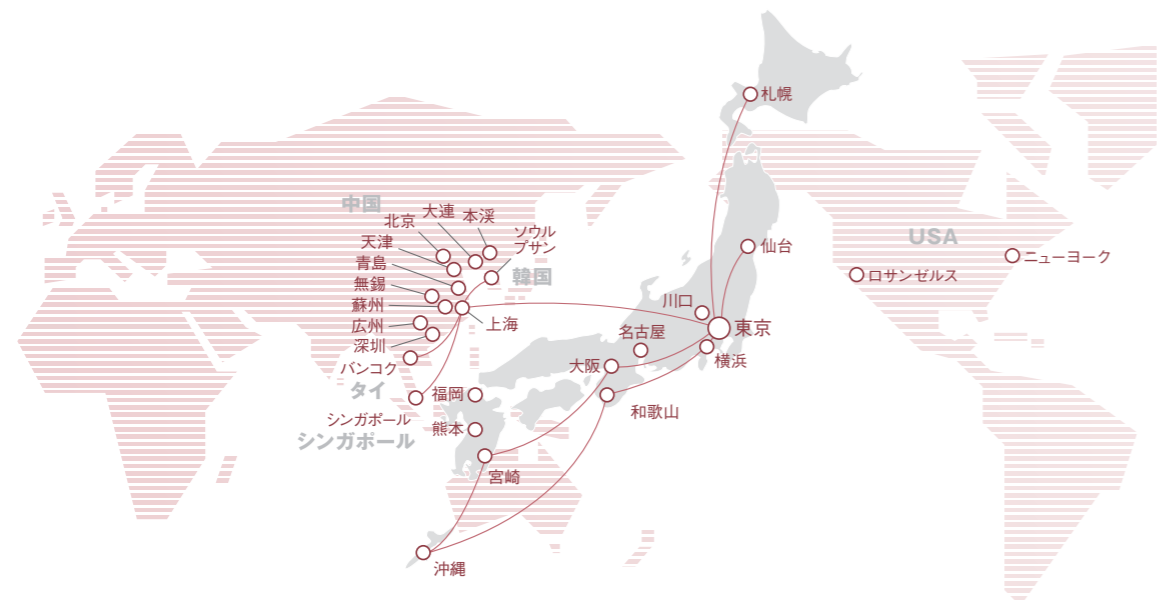 札幌
中国
大連
本渓
北京
ソウル
プサン
天津
青島
韓国
無錫
蘇州
上海
広州
深圳
バンコク
タイ
シンガポール
シンガポール
USA
ニューヨーク
ロサンゼルス
仙台
川口
東京
名古屋
横浜
大阪
和歌山
福岡
熊本
宮崎
沖縄